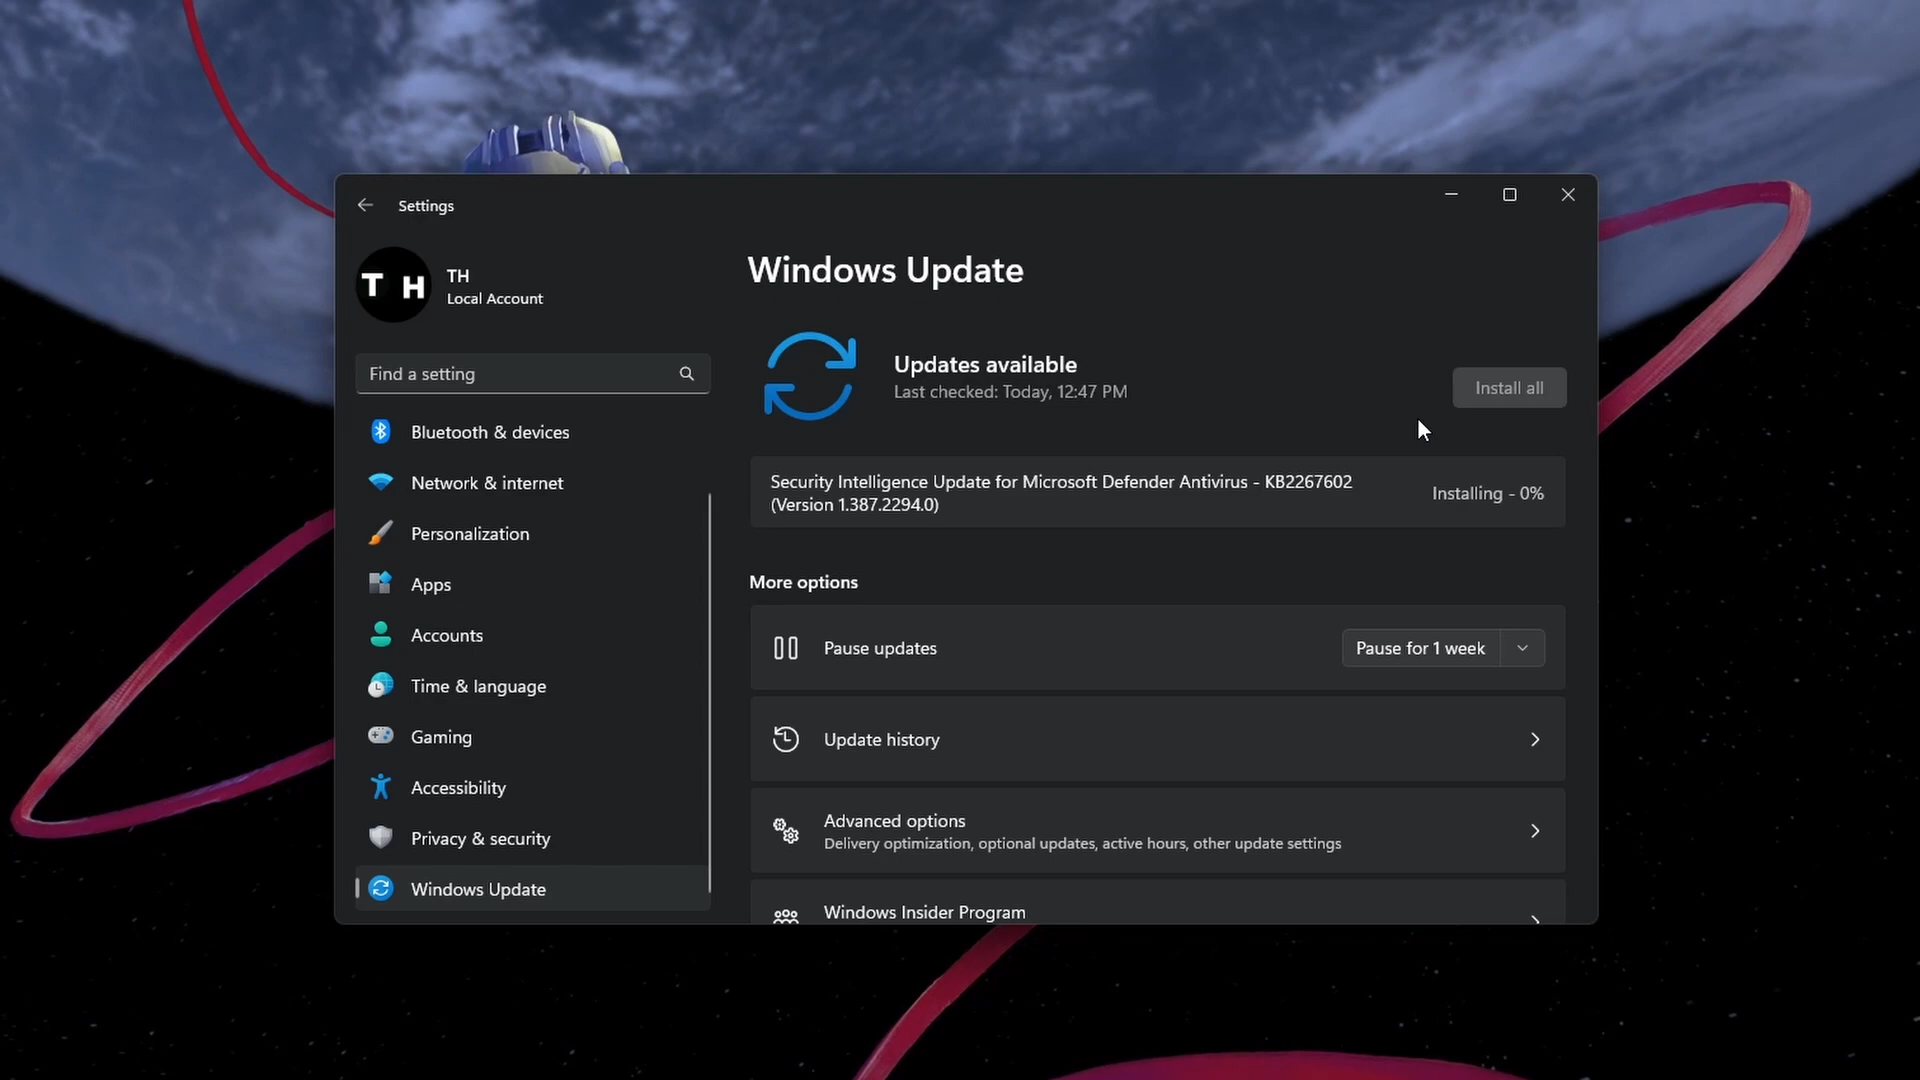 Settings
T H
TH
Local Account
Find a setting
Bluetooth & devices
Network & internet
Personalization
Apps
Accounts
Time & language
Gaming
Accessibility
Privacy & security
Windows Update
Windows Update
Updates available
Last checked: Today, 12:47 PM
Install all
Security Intelligence Update for Microsoft Defender Antivirus - KB2267602
(Version 1.387.2294.0)
Installing - 0%
More options
Pause updates
Pause for 1 week
Update history
Advanced options
Delivery optimization, optional updates, active hours, other update settings
Windows Insider Program